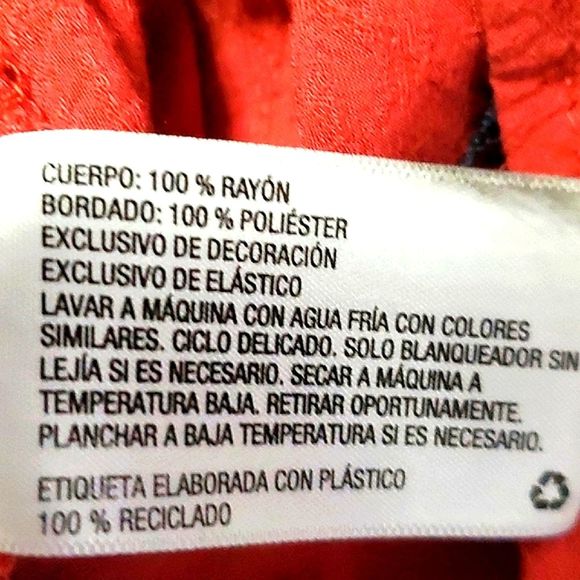 CUERPO: 100 % RAYÓN
BORDADO: 100 % POLIÉSTER
EXCLUSIVO DE DECORACIÓN
EXCLUSIVO DE ELÁSTICO
LAVAR A MÁQUINA CON AGUA FRÍA CON COLORES
SIMILARES. CICLO DELICADO. SOLO BLANQUEADOR SIN
LEJÍA SI ES NECESARIO. SECAR A MÁQUINA A
TEMPERATURA BAJA. RETIRAR OPORTUNAMENTE.
PLANCHAR A BAJA TEMPERATURA SI ES NECESARIO.
ETIQUETA ELABORADA CON PLÁSTICO
100 % RECICLADO